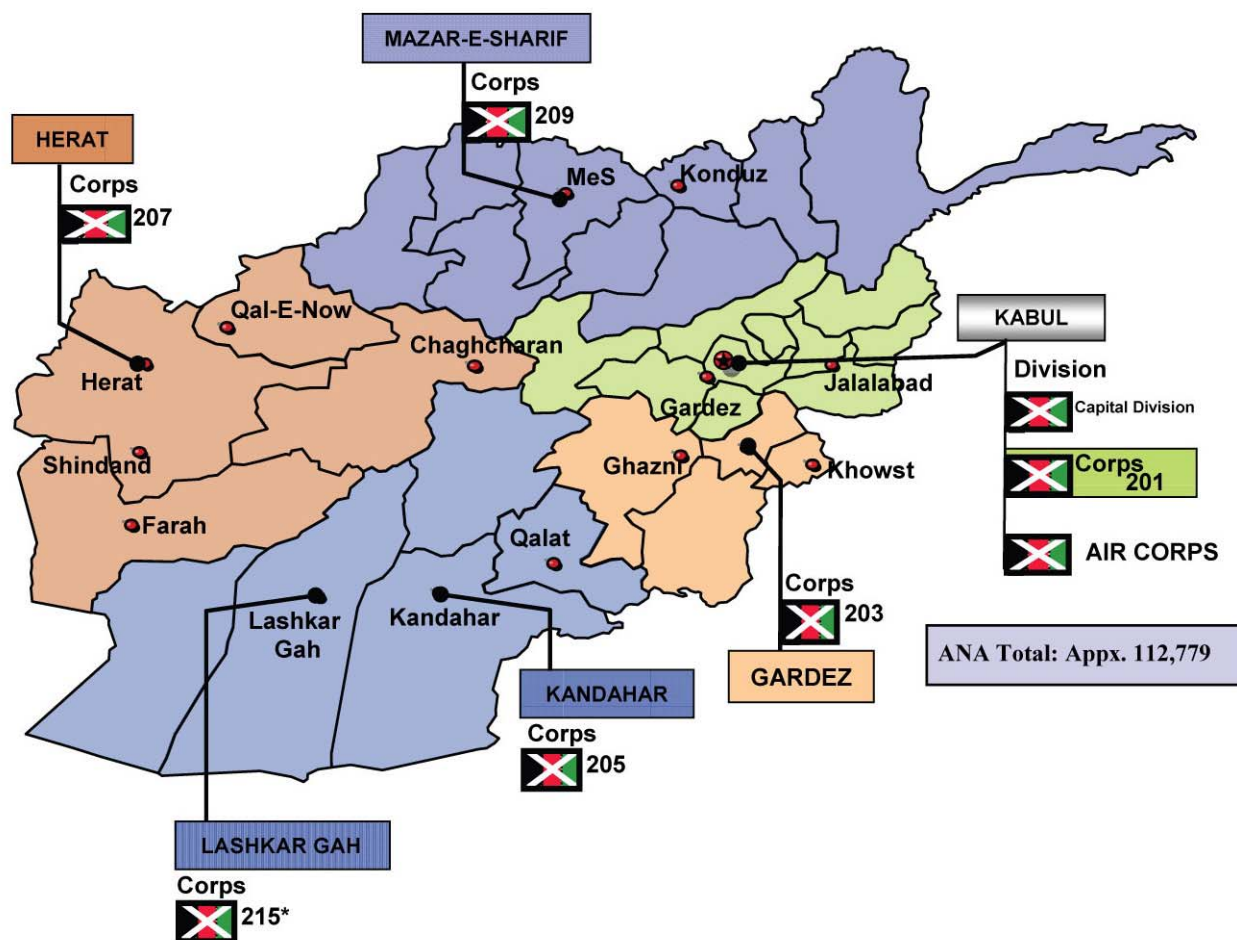 MAZAR-E-SHARIF
Corps
209
HERAT
Corps
207
MeS
Konduz
Qal-E-Now
Chaghcharan
Herat
Gardez
Jalalabad
Shindand
Ghazni
Khowst
Farah
Qalat
Lashkar
Gah
Kandahar
KABUL
Division
Capital Division
Corps
201
AIR CORPS
Corps
203
GARDEZ
ANA Total: Appx. 112,779
KANDAHAR
Corps
205
LASHKAR GAH
Corps
215*